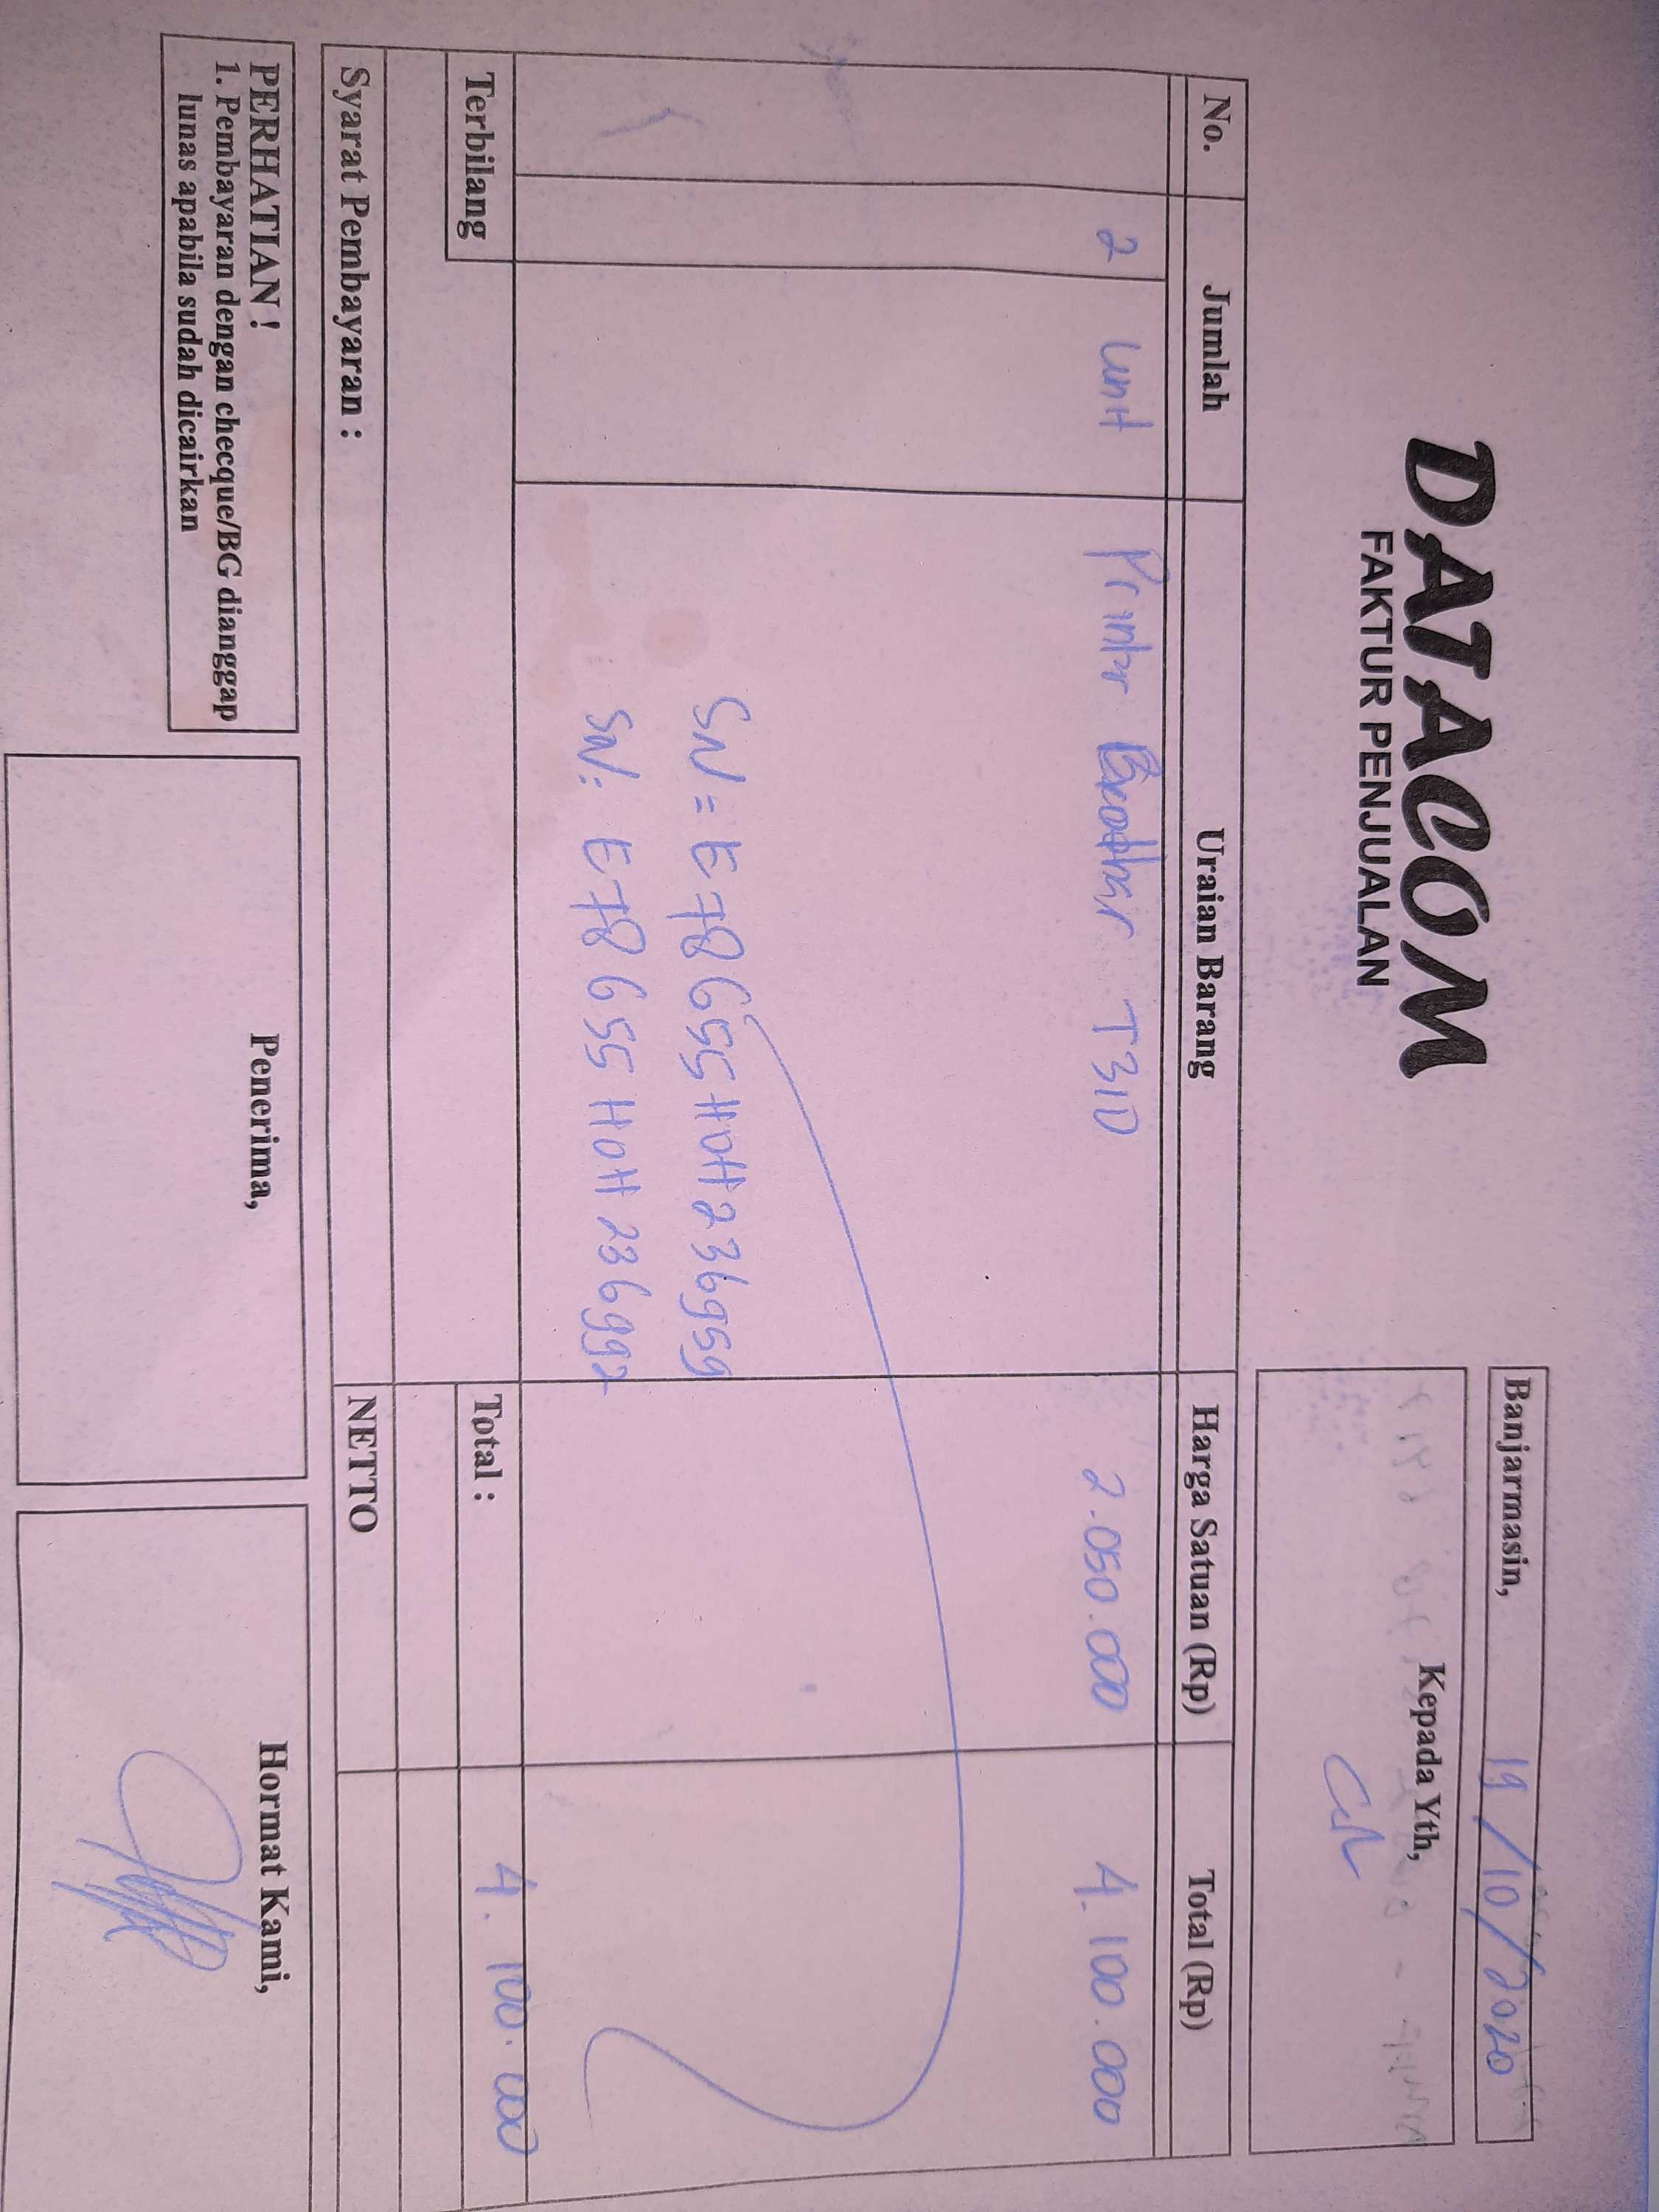 DATACOM
FAKTUR PENJUALAN
Banjarmasin, 19/10/2020
Kepada Yth,
No. Jumlah Uraian Barang Harga Satuan (Rp) Total (Rp)
2 unit Printer Brother T310 2.050.000 4.100.000
SN = E78655H0H236959
SN: E78655H0H236992
Terbilang Total : 4.100.000
Syarat Pembayaran : NETTO
PERHATIAN !
1. Pembayaran dengan checque/BG dianggap
lunas apabila sudah dicairkan
Penerima,
Hormat Kami,